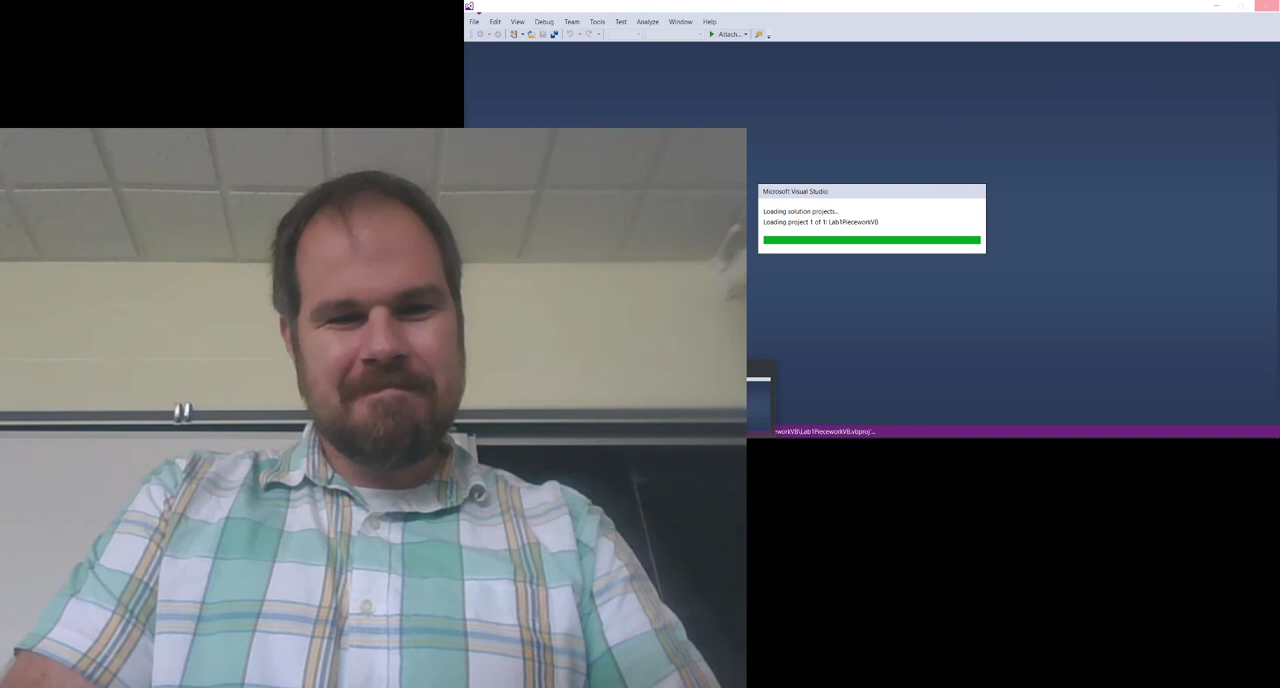 File Edit View Debug Team Tools Test Analyze Window Help
Attach...
Microsoft Visual Studio
Loading solution projects...
Loading project 1 of 1: Lab1PieceworkVB
eworkVB\Lab1PieceworkVB.vbproj'...